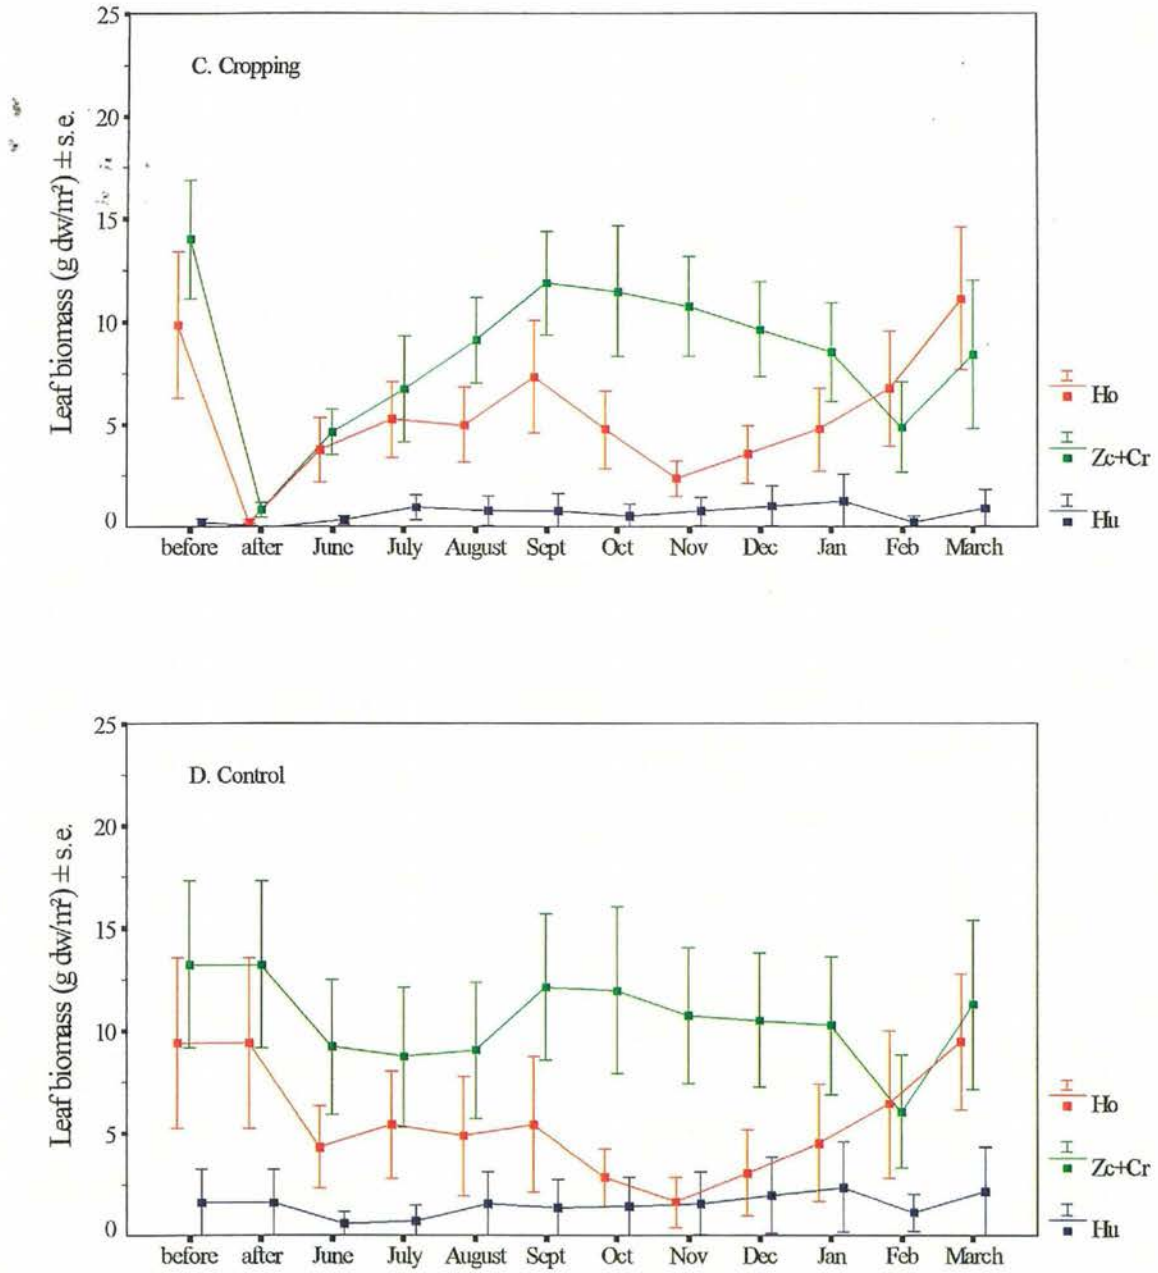 25
C. Cropping
20
15
10
5
0
Leaf biomass (g dw/m²) ± s.e.
before after June July August Sept Oct Nov Dec Jan Feb March
Ho
Zc+Cr
Hu
25
D. Control
20
15
10
5
0
Leaf biomass (g dw/m²) ± s.e.
before after June July August Sept Oct Nov Dec Jan Feb March
Ho
Zc+Cr
Hu